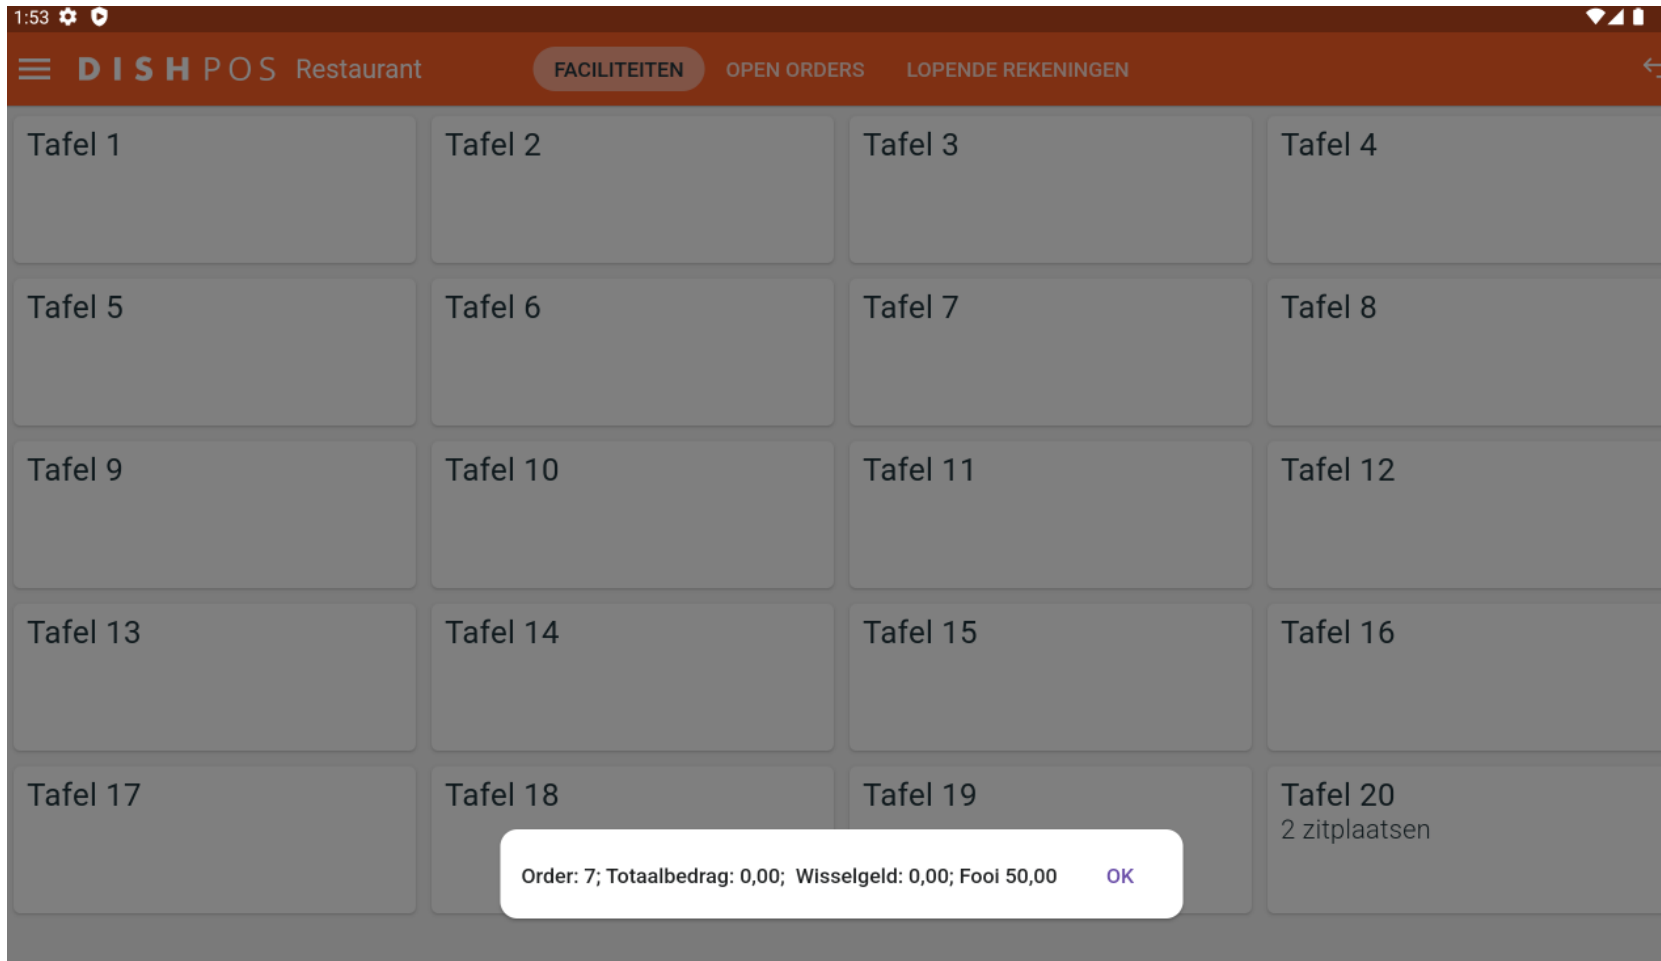 1:53
DISH POS Restaurant FACILITEITEN OPEN ORDERS LOPENDE REKENINGEN
Tafel 1 Tafel 2 Tafel 3 Tafel 4
Tafel 5 Tafel 6 Tafel 7 Tafel 8
Tafel 9 Tafel 10 Tafel 11 Tafel 12
Tafel 13 Tafel 14 Tafel 15 Tafel 16
Tafel 17 Tafel 18 Tafel 19 Tafel 20
2 zitplaatsen
Order: 7; Totaalbedrag: 0,00; Wisselgeld: 0,00; Fooi 50,00 OK